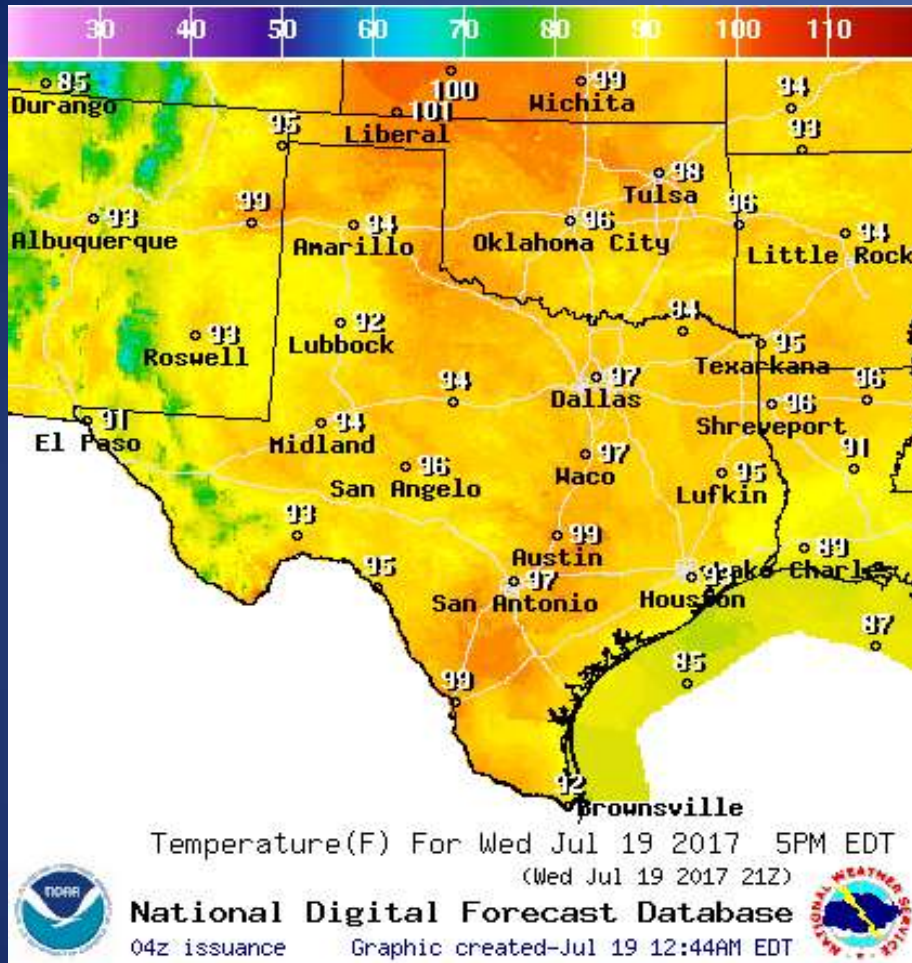 30 40 50 60 70 80 90 100 110
85
Durango
100
99
Wichita
101
Liberal
94
93
95
98
Tulsa
93
Albuquerque
99
94
Amarillo
96
Oklahoma City
96
94
Little Rock
93
Roswell
92
Lubbock
94
95
Texarkana
97
Dallas
94
96
Shreveport
96
91
El Paso
94
Midland
96
San Angelo
97
Waco
95
Lufkin
91
93
99
Austin
89
Lake Charles
95
97
San Antonio
93
Houston
87
85
99
92
Brownsville
Temperature(F) For Wed Jul 19 2017 5PM EDT
(Wed Jul 19 2017 21Z)
National Digital Forecast Database
04z issuance Graphic created-Jul 19 12:44AM EDT
NOAA
NATIONAL WEATHER SERVICE